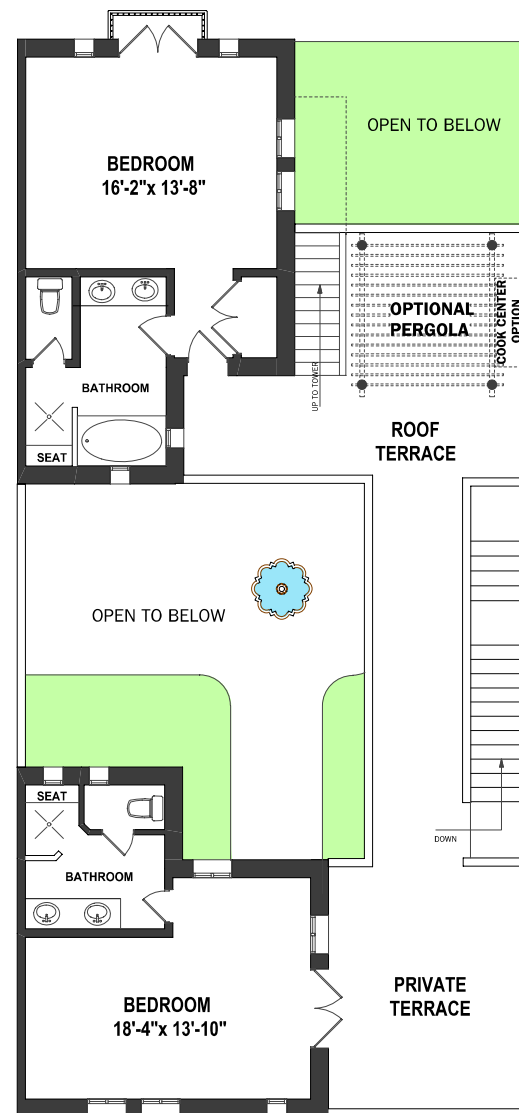 OPEN TO BELOW
BEDROOM
16'-2"x 13'-8"
OPTIONAL
PERGOLA
COOK CENTER
OPTION
UP TO TOWER
BATHROOM
SEAT
ROOF
TERRACE
OPEN TO BELOW
SEAT
BATHROOM
DOWN
BEDROOM
18'-4"x 13'-10"
PRIVATE
TERRACE